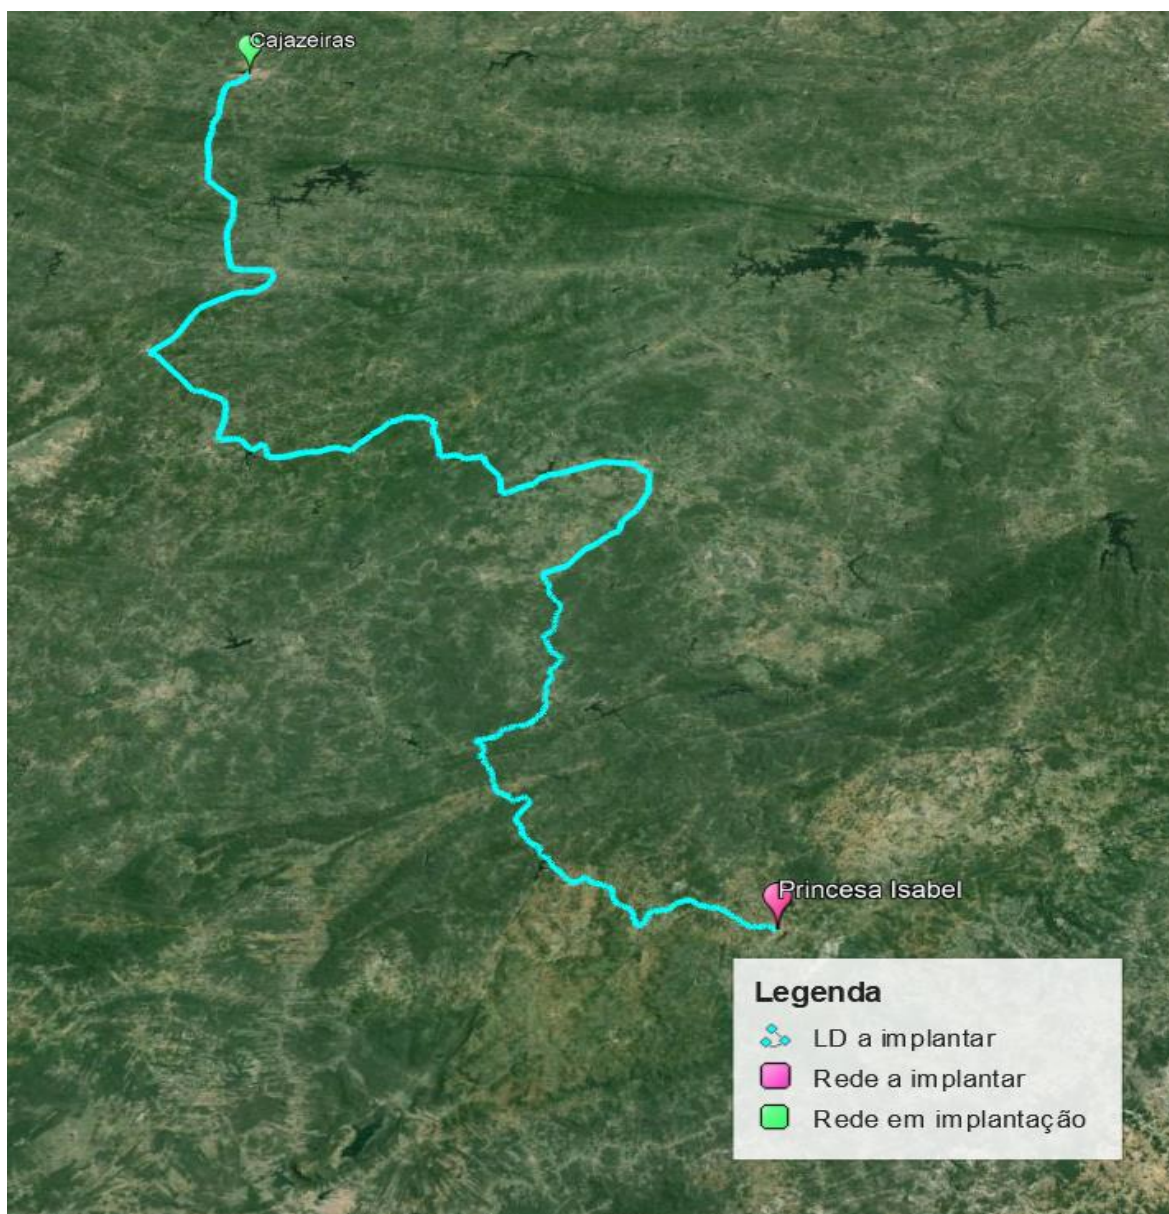 Cajazeiras
Princesa Isabel
Legenda
LD a implantar
Rede a implantar
Rede em implantação